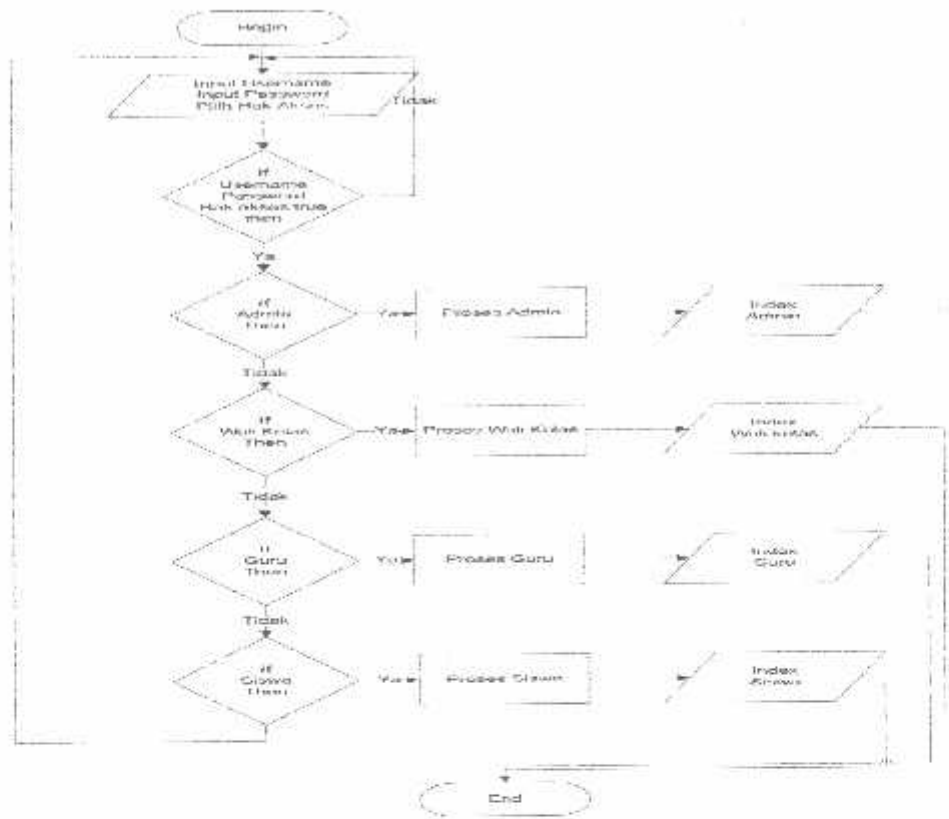 Begin
Input Username
Input Password
Pilih Hak Akses
Tidak
If
Username
Password
Hak akses true
then
Ya
If
Admin
Then
Ya
Proses Admin
Index
Admin
Tidak
If
Wali Kelas
Then
Ya
Proses Wali Kelas
Index
Wali Kelas
Tidak
If
Guru
Then
Ya
Proses Guru
Index
Guru
Tidak
If
Siswa
Then
Ya
Proses Siswa
Index
Siswa
End